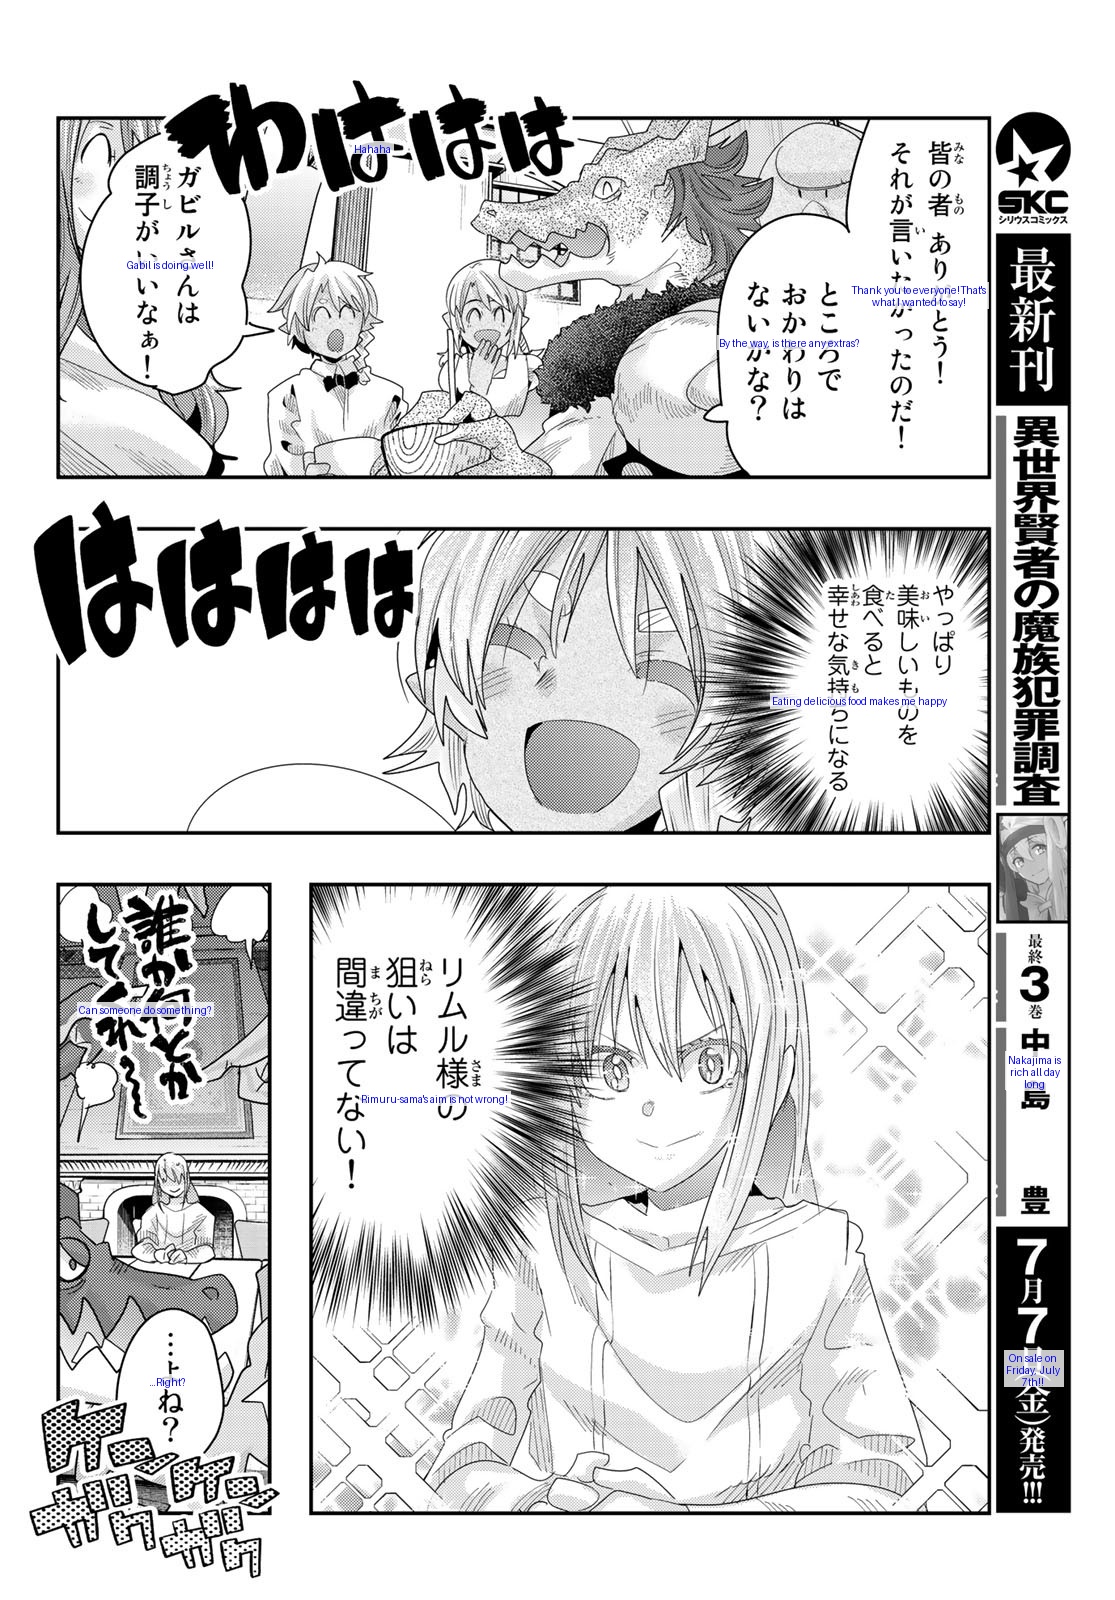 わははは
Hahaha
皆の者 ありがとう！
それが言いたかったのだ！
Thank you to everyone! That's
what I wanted to say!
ところで
おかわりは
ないかな？
By the way, is there any extras?
ガビルさんは
調子がいいなぁ！
Gabil is doing well!
はははは
やっぱり
美味しいものを
食べると
幸せな気持ちになる
Eating delicious food makes me happy
リムル様の
狙いは
間違ってない！
Rimuru-sama's aim is not wrong!
誰か何とか
してくれ〜
Can someone do something?
…よね？
...Right?
ケンケン
ガクガク
SKC
シリウスコミックス
最新刊
異世界賢者の魔族犯罪調査
最終3巻
中島 豊
Nakajima is
rich all day
long
7月7日(金)発売!!!
On sale on
Friday, July
7th!!